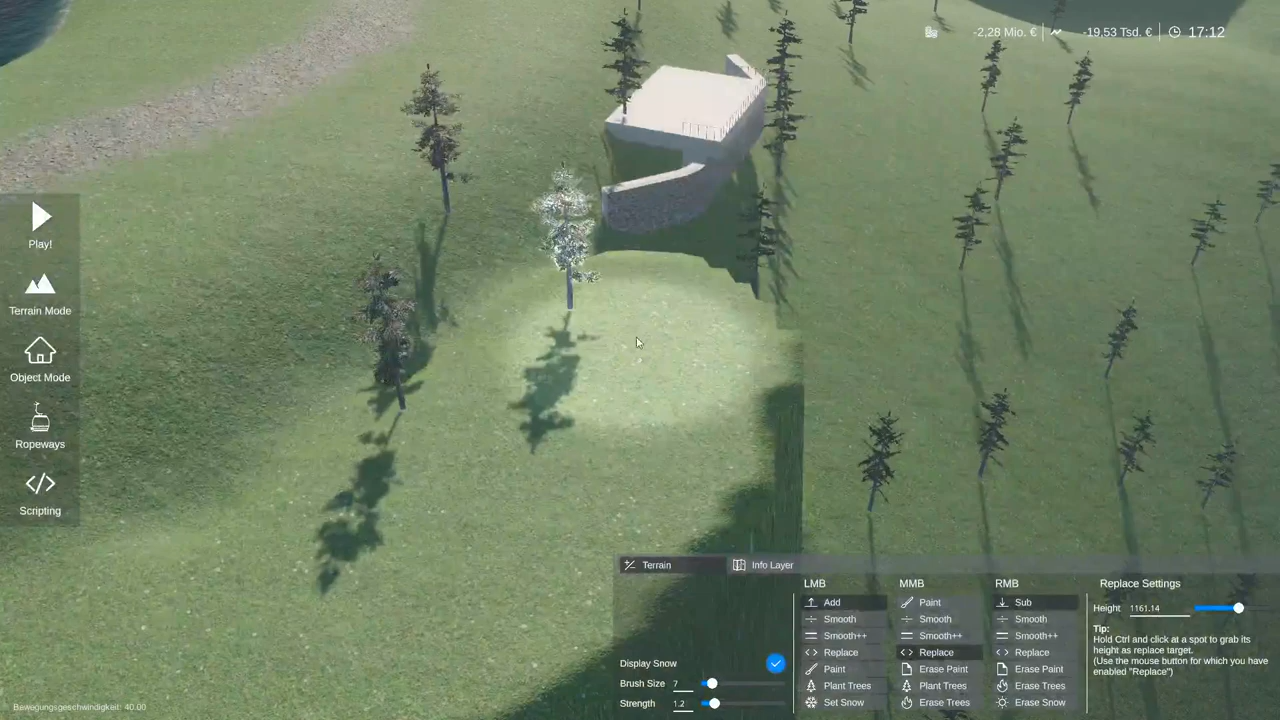 -2,28 Mio. € -19,53 Tsd. € 17:12
Play!
Terrain Mode
Object Mode
Ropeways
Scripting
Terrain Info Layer
Display Snow
Brush Size 7
Strength 1.2
LMB
Add
Smooth
Smooth++
Replace
Paint
Plant Trees
Set Snow
MMB
Paint
Smooth
Smooth++
Replace
Erase Paint
Plant Trees
Erase Trees
RMB
Sub
Smooth
Smooth++
Replace
Erase Paint
Erase Trees
Erase Snow
Replace Settings
Height 1161.14
Tip:
Hold Ctrl and click at a spot to grab its
height as replace target.
(Use the mouse button for which you have
enabled "Replace")
Bewegungsgeschwindigkeit: 40.00